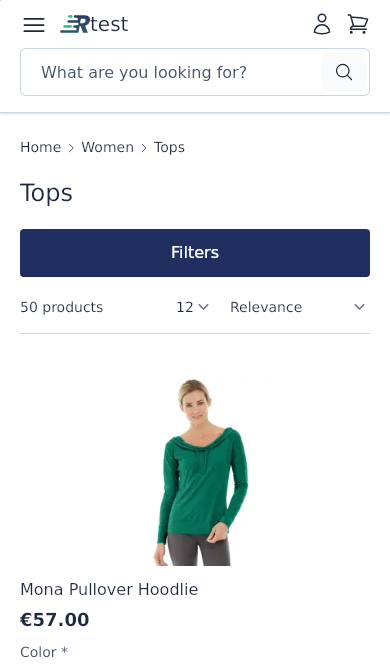 Rtest
What are you looking for?
Home > Women > Tops
Tops
Filters
50 products 12 Relevance
Mona Pullover Hoodlie
€57.00
Color *